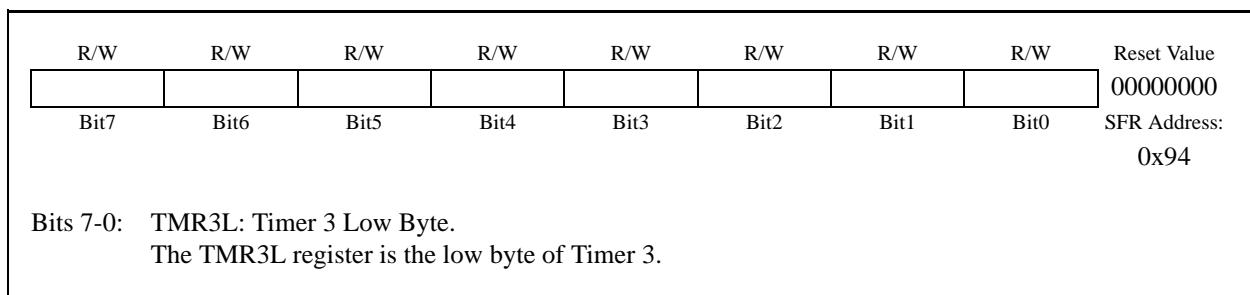 R/W R/W R/W R/W R/W R/W R/W R/W Reset Value
00000000
Bit7 Bit6 Bit5 Bit4 Bit3 Bit2 Bit1 Bit0 SFR Address:
0x94
Bits 7-0: TMR3L: Timer 3 Low Byte.
The TMR3L register is the low byte of Timer 3.